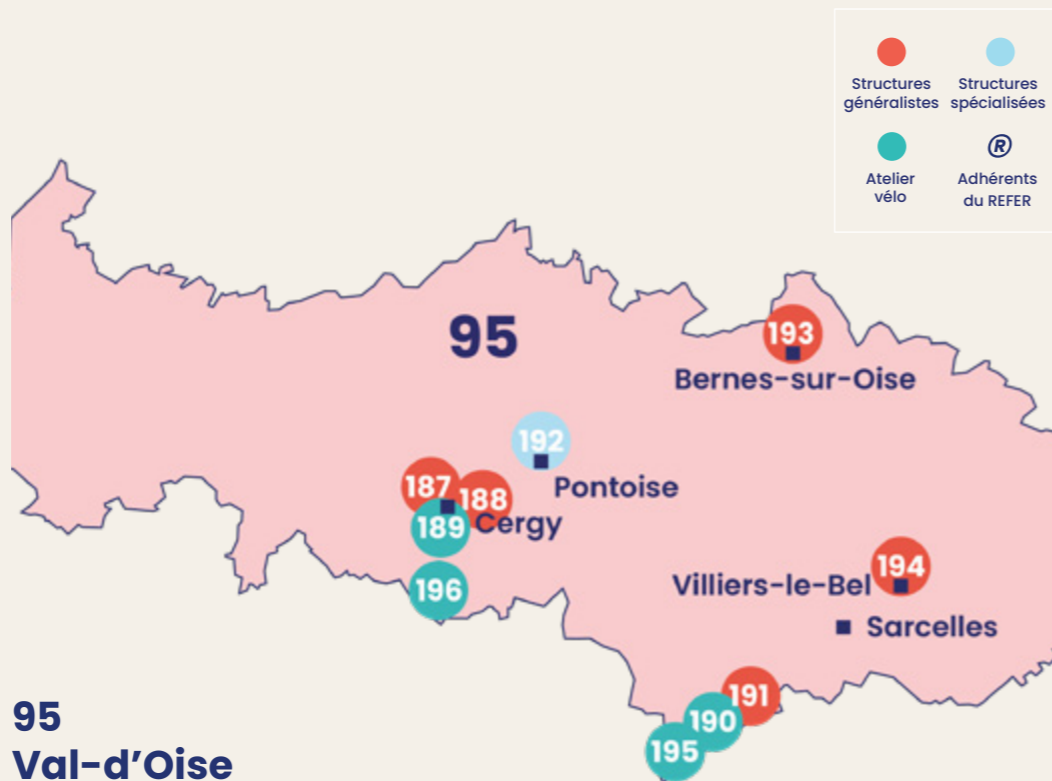 Structures
généralistes
Structures
spécialisées
®
Atelier
vélo
Adhérents
du REFER
95
193
Bernes-sur-Oise
192
Pontoise
187
188
189
Cergy
196
194
Villiers-le-Bel
Sarcelles
191
190
195
95
Val-d’Oise